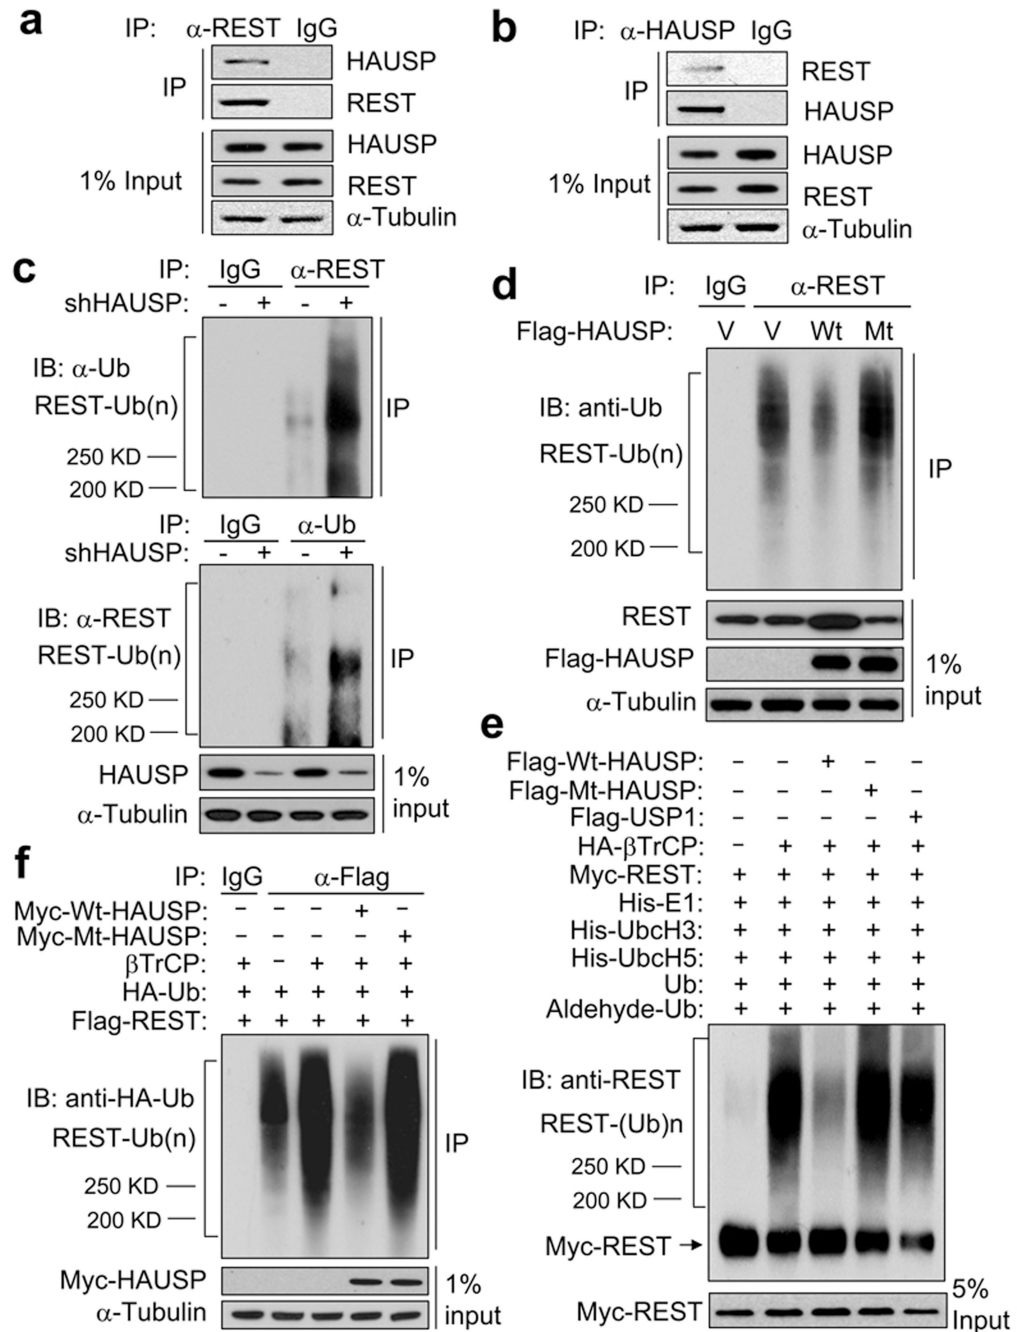 a
IP: α-REST IgG
HAUSP
IP
REST
HAUSP
1% Input
REST
α-Tubulin
b
IP: α-HAUSP IgG
REST
IP
HAUSP
HAUSP
1% Input
REST
α-Tubulin
c
IP: IgG α-REST
shHAUSP: - + - +
IB: α-Ub
REST-Ub(n)
IP
250 KD
200 KD
IP: IgG α-Ub
shHAUSP: - + - +
IB: α-REST
REST-Ub(n)
IP
250 KD
200 KD
HAUSP
1%
input
α-Tubulin
d
IP: IgG α-REST
Flag-HAUSP: V V Wt Mt
IB: anti-Ub
REST-Ub(n)
IP
250 KD
200 KD
REST
Flag-HAUSP
1%
input
α-Tubulin
e
Flag-Wt-HAUSP: - - + - -
Flag-Mt-HAUSP: - - - + -
Flag-USP1: - - - - +
HA-βTrCP: - + + + +
Myc-REST: + + + + +
His-E1: + + + + +
His-UbcH3: + + + + +
His-UbcH5: + + + + +
Ub: + + + + +
Aldehyde-Ub: + + + + +
IB: anti-REST
REST-(Ub)n
250 KD
200 KD
Myc-REST
5%
Input
Myc-REST
f
IP: IgG α-Flag
Myc-Wt-HAUSP: - - - + -
Myc-Mt-HAUSP: - - - - +
βTrCP: + - + + +
HA-Ub: + + + + +
Flag-REST: + + + + +
IB: anti-HA-Ub
REST-Ub(n)
IP
250 KD
200 KD
Myc-HAUSP
1%
input
α-Tubulin